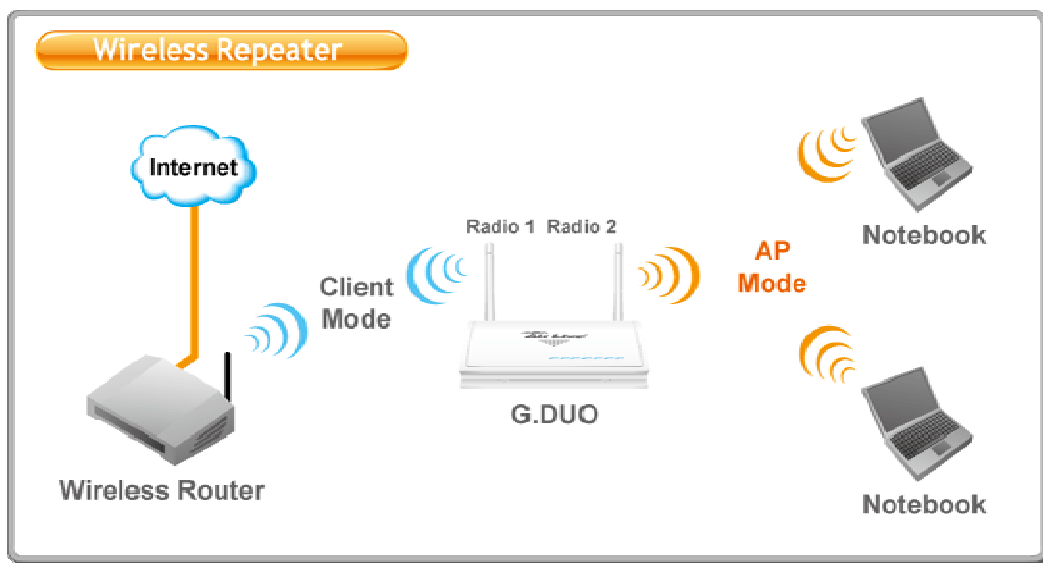 Wireless Repeater
Internet
Radio 1 Radio 2
Notebook
Client
Mode
AP
Mode
G.DUO
Wireless Router
Notebook